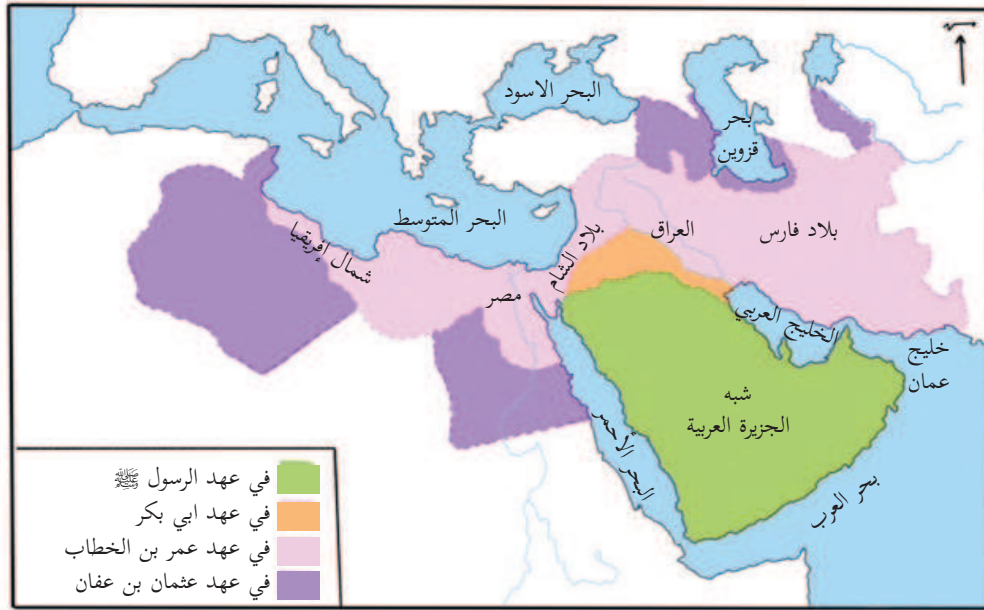 البحر الاسود
بحر
قزوين
البحر المتوسط
بلاد الشام
العراق
بلاد فارس
شمال إفريقيا
مصر
الخليج العربي
خليج
عمان
شبه
الجزيرة العربية
البحر الأحمر
بحر العرب
في عهد الرسول ﷺ
في عهد ابي بكر
في عهد عمر بن الخطاب
في عهد عثمان بن عفان